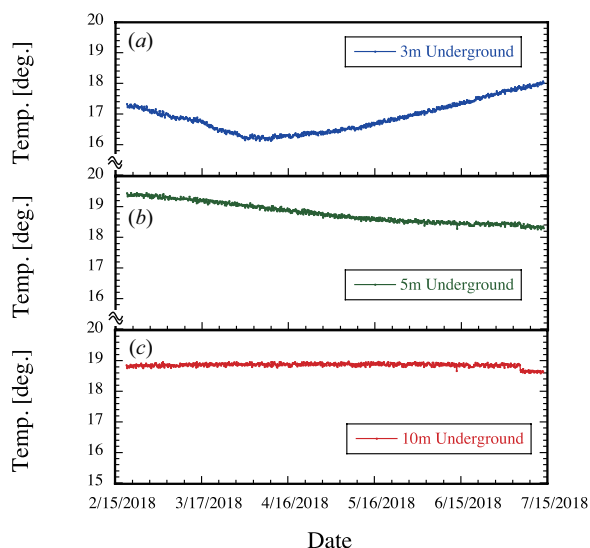 20
(a)
3m Underground
19
18
17
16
Temp. [deg.]
20
19
(b)
18
17
5m Underground
16
Temp. [deg.]
20
(c)
19
18
17
10m Underground
16
15
Temp. [deg.]
2/15/2018 3/17/2018 4/16/2018 5/16/2018 6/15/2018 7/15/2018
Date